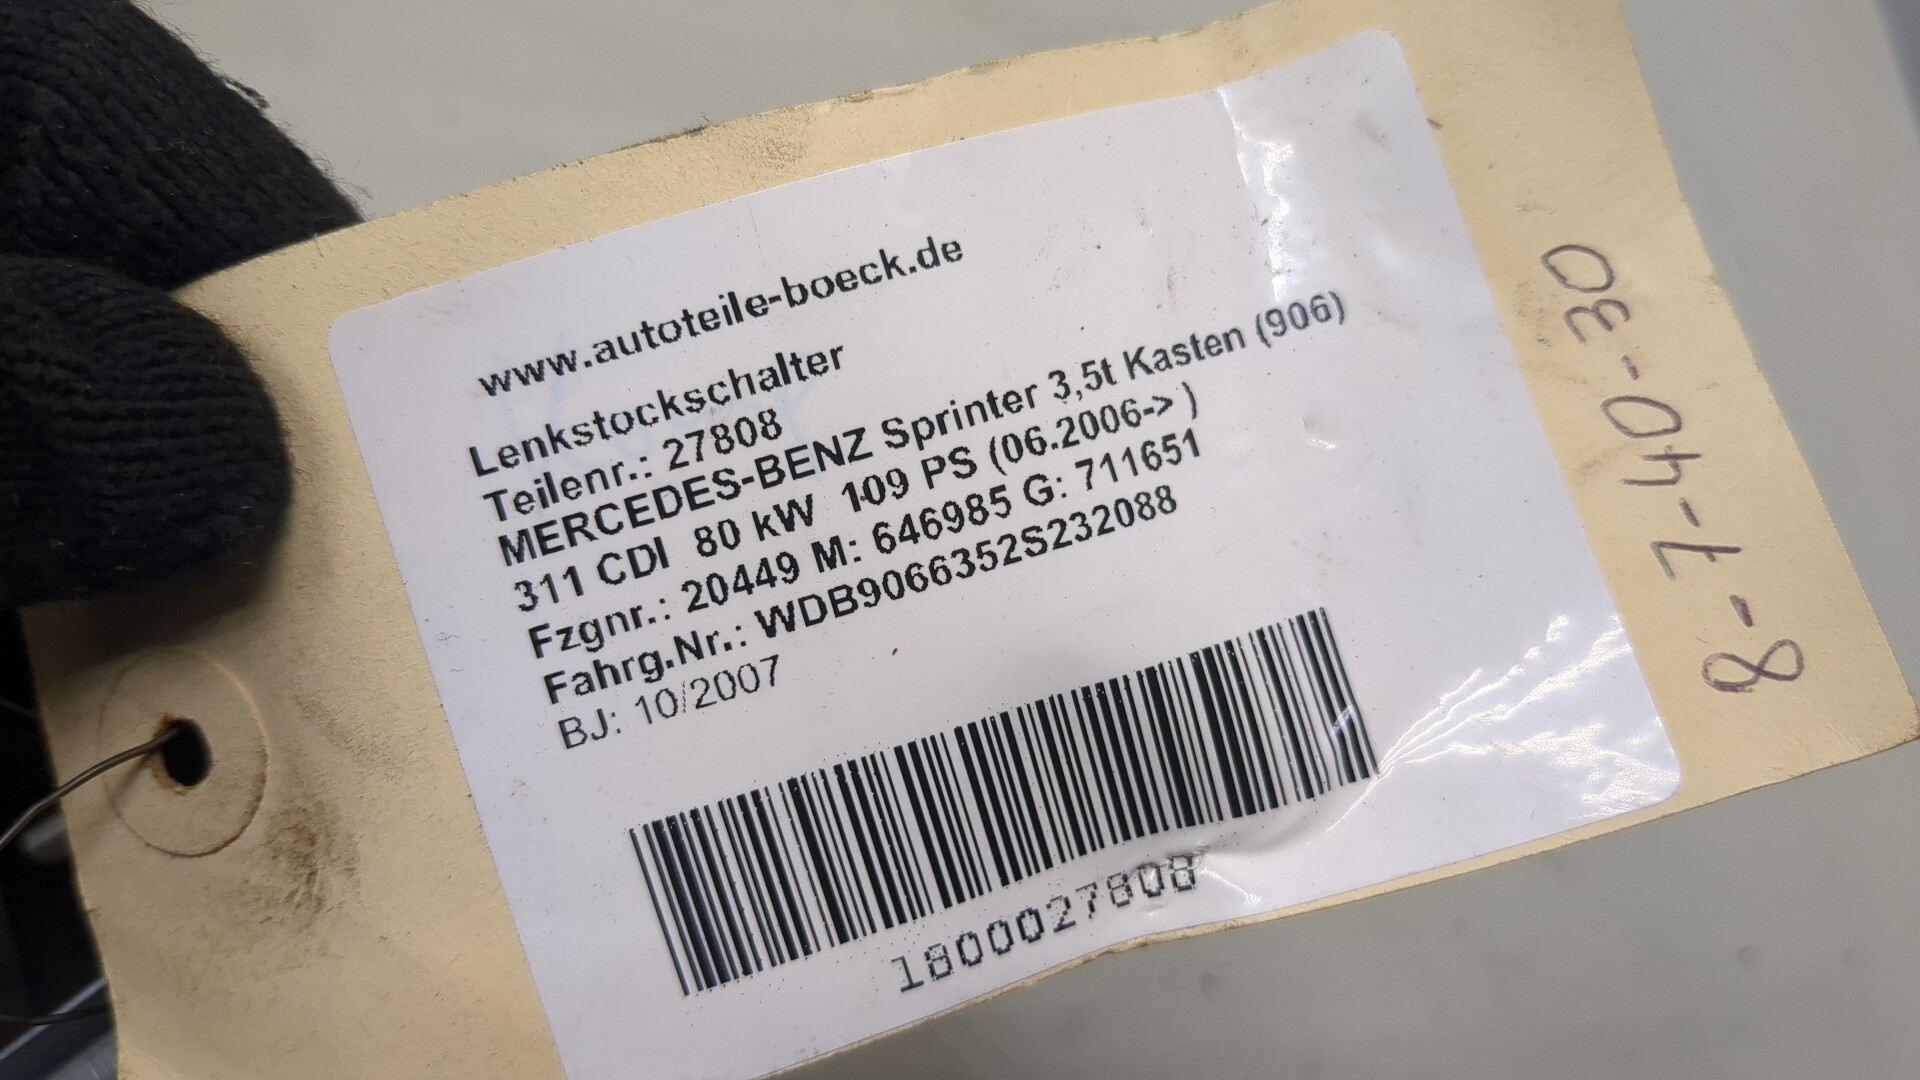 www.autoteile-boeck.de
Lenkstockschalter
Teilenr.: 27808
MERCEDES-BENZ Sprinter 3,5t Kasten (906)
311 CDI 80 kW 109 PS (06.2006-> )
Fzgnr.: 20449 M: 646985 G: 711651
Fahrg.Nr.: WDB9066352S232088
BJ: 10/2007
1800027808
8-7-40-30